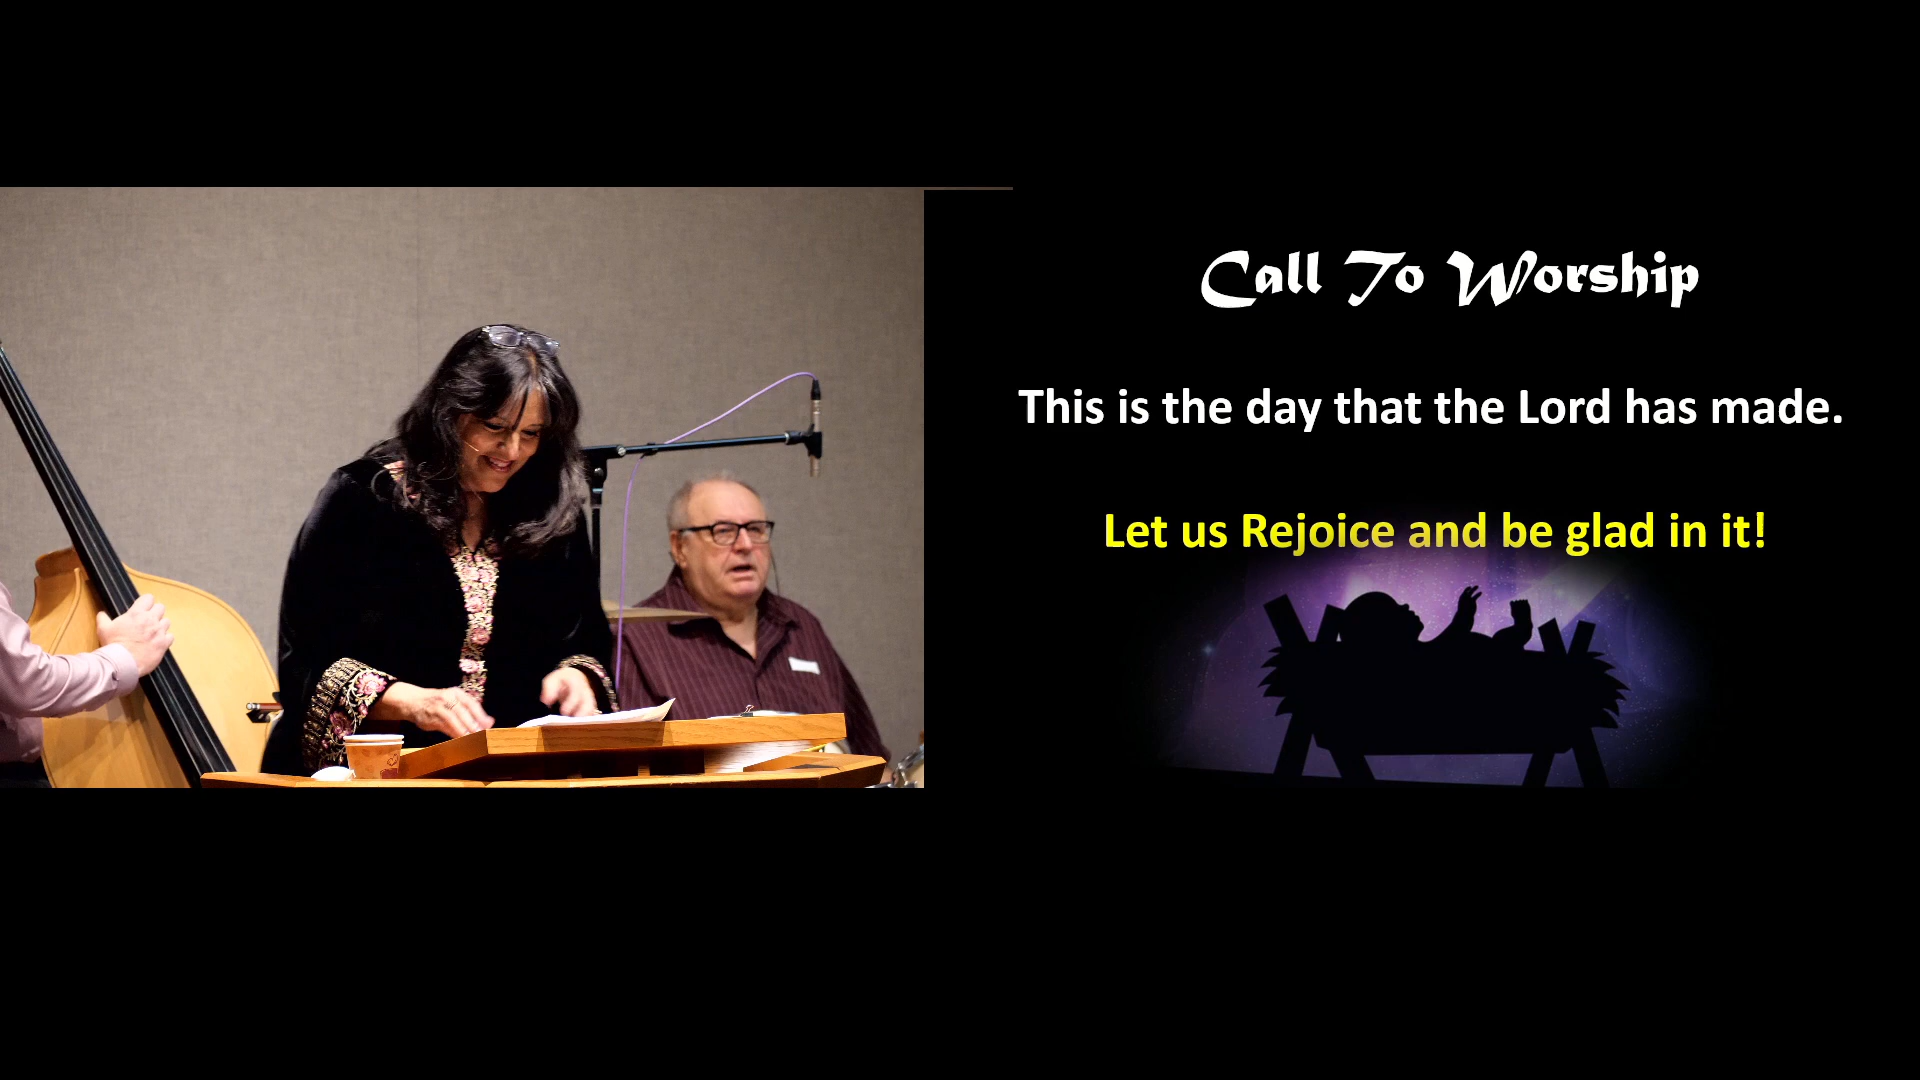 Call To Worship
This is the day that the Lord has made.
Let us Rejoice and be glad in it!